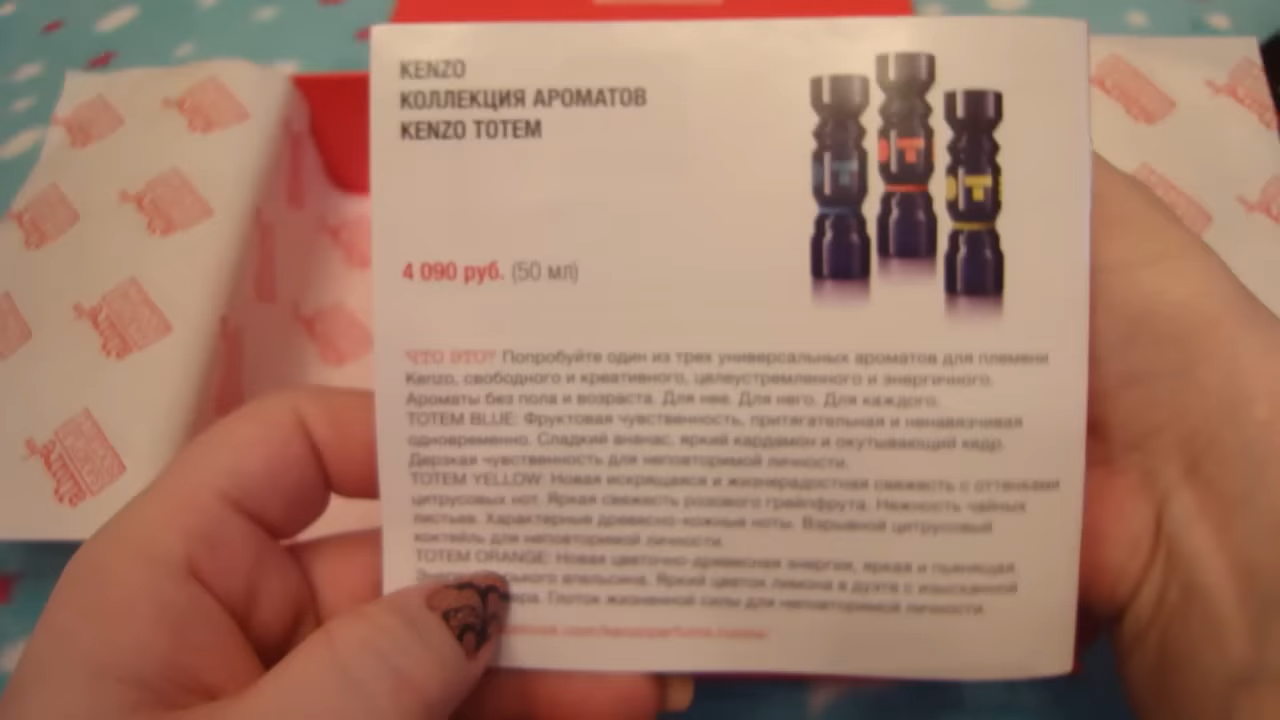 KENZO
КОЛЛЕКЦИЯ АРОМАТОВ
KENZO TOTEM
4 090 руб. (50 мл)
ЧТО ЭТО? Попробуйте один из трех универсальных ароматов для племени
Kenzo, свободного и креативного, целеустремленного и энергичного.
Ароматы без пола и возраста. Для нее. Для него. Для каждого.
TOTEM BLUE: Фруктовая чувственность, притягательная и ненавязчивая
одновременно. Сладкий ананас, яркий кардамон и окутывающий кедр.
Дерзкая чувственность для неповторимой личности.
TOTEM YELLOW: Новая искрящаяся и жизнерадостная свежесть с оттенками
цитрусовых нот. Яркая свежесть розового грейпфрута. Нежность чайных
листьев. Характерные древесно-кожные ноты. Взрывной цитрусовый
коктейль для неповторимой личности.
TOTEM ORANGE: Новая цветочно-древесная энергия, яркая и пьянящая.
апельсина. Яркий цветок лимона в дуэте с изысканной
Глоток жизненной силы для неповторимой личности.